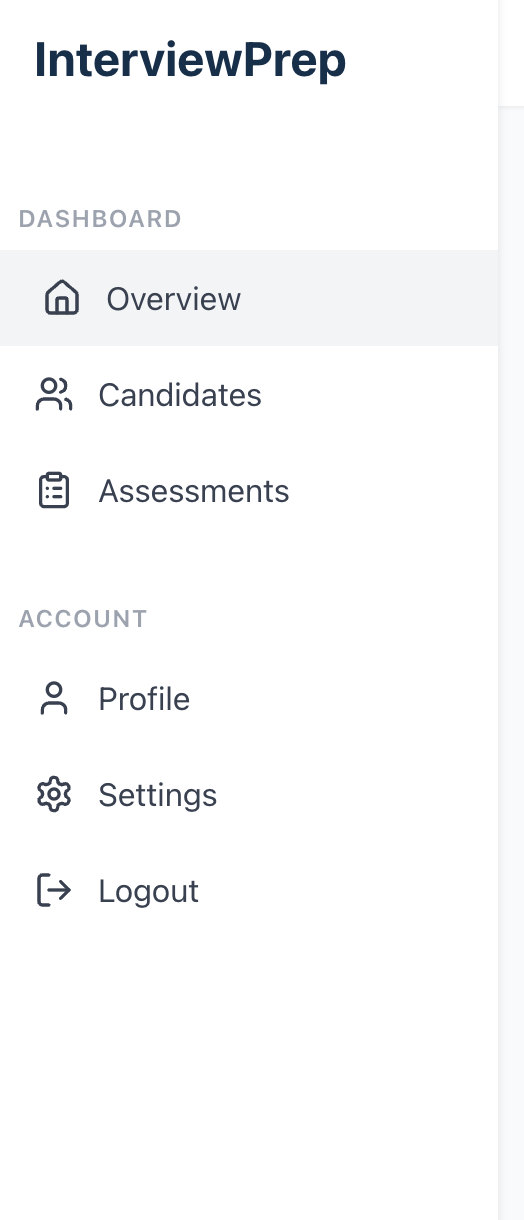 InterviewPrep
DASHBOARD
Overview
Candidates
Assessments
ACCOUNT
Profile
Settings
Logout